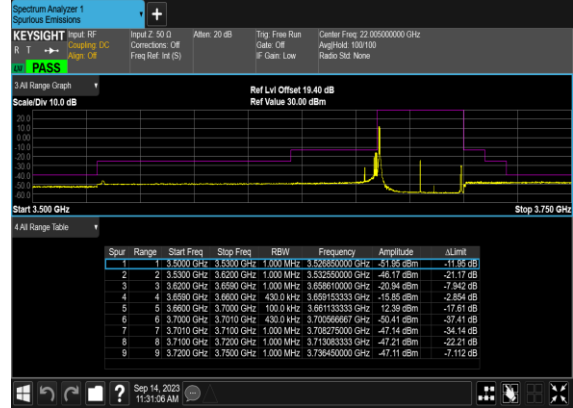 Spectrum Analyzer 1
Spurious Emissions
+
KEYSIGHT Input: RF Input Z: 50 Ω Atten: 20 dB Trig: Free Run Center Freq: 22.005000000 GHz
R T Coupling: DC Corrections: Off Gate: Off Avg|Hold: 100/100
Align: Off Freq Ref: Int (S) IF Gain: Low Radio Std: None
PASS
3 All Range Graph
Ref Lvl Offset 19.40 dB
Scale/Div 10.0 dB Ref Value 30.00 dBm
20.0
10.0
0.00
-10.0
-20.0
-30.0
-40.0
-50.0
-60.0
Start 3.500 GHz Stop 3.750 GHz
4 All Range Table
Spur Range Start Freq Stop Freq RBW Frequency Amplitude ΔLimit
1 1 3.5000 GHz 3.5300 GHz 1.000 MHz 3.526850000 GHz -51.95 dBm -11.95 dB
2 2 3.5300 GHz 3.6200 GHz 1.000 MHz 3.532550000 GHz -46.17 dBm -21.17 dB
3 3 3.6200 GHz 3.6590 GHz 1.000 MHz 3.658610000 GHz -20.94 dBm -7.942 dB
4 4 3.6590 GHz 3.6600 GHz 430.0 kHz 3.659153333 GHz -15.85 dBm -2.854 dB
5 5 3.6600 GHz 3.7000 GHz 100.0 kHz 3.661133333 GHz 12.39 dBm -17.61 dB
6 6 3.7000 GHz 3.7010 GHz 430.0 kHz 3.700566667 GHz -50.41 dBm -37.41 dB
7 7 3.7010 GHz 3.7100 GHz 1.000 MHz 3.708275000 GHz -47.14 dBm -34.14 dB
8 8 3.7100 GHz 3.7200 GHz 1.000 MHz 3.713083333 GHz -47.21 dBm -22.21 dB
9 9 3.7200 GHz 3.7500 GHz 1.000 MHz 3.736450000 GHz -47.11 dBm -7.112 dB
? Sep 14, 2023
11:31:06 AM